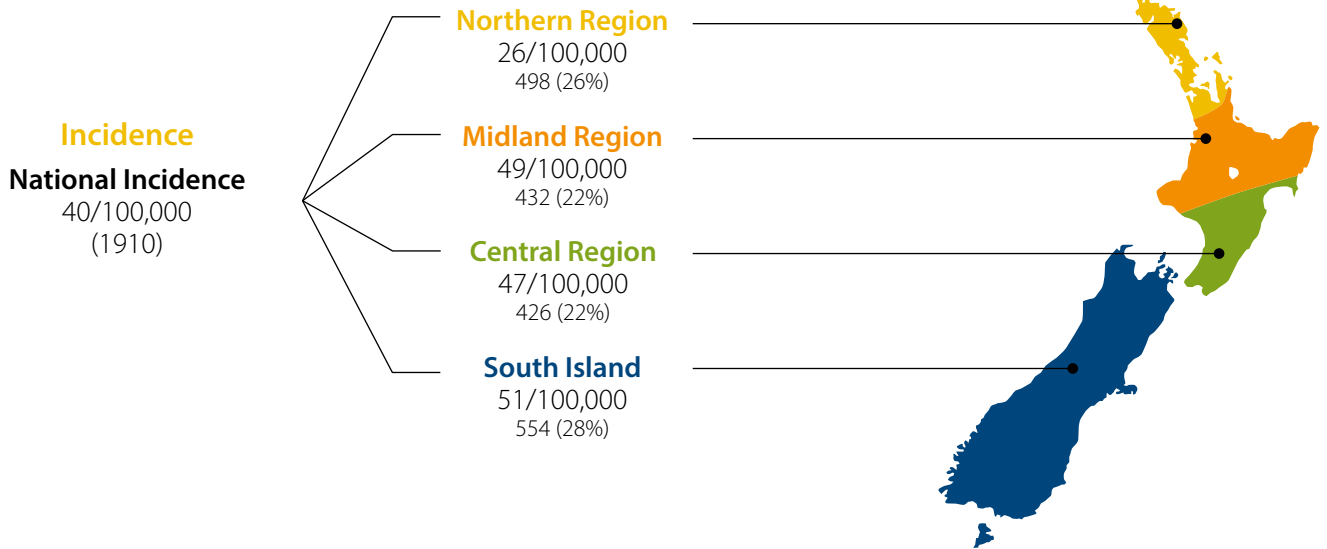 Incidence
National Incidence
40/100,000
(1910)
Northern Region
26/100,000
498 (26%)
Midland Region
49/100,000
432 (22%)
Central Region
47/100,000
426 (22%)
South Island
51/100,000
554 (28%)